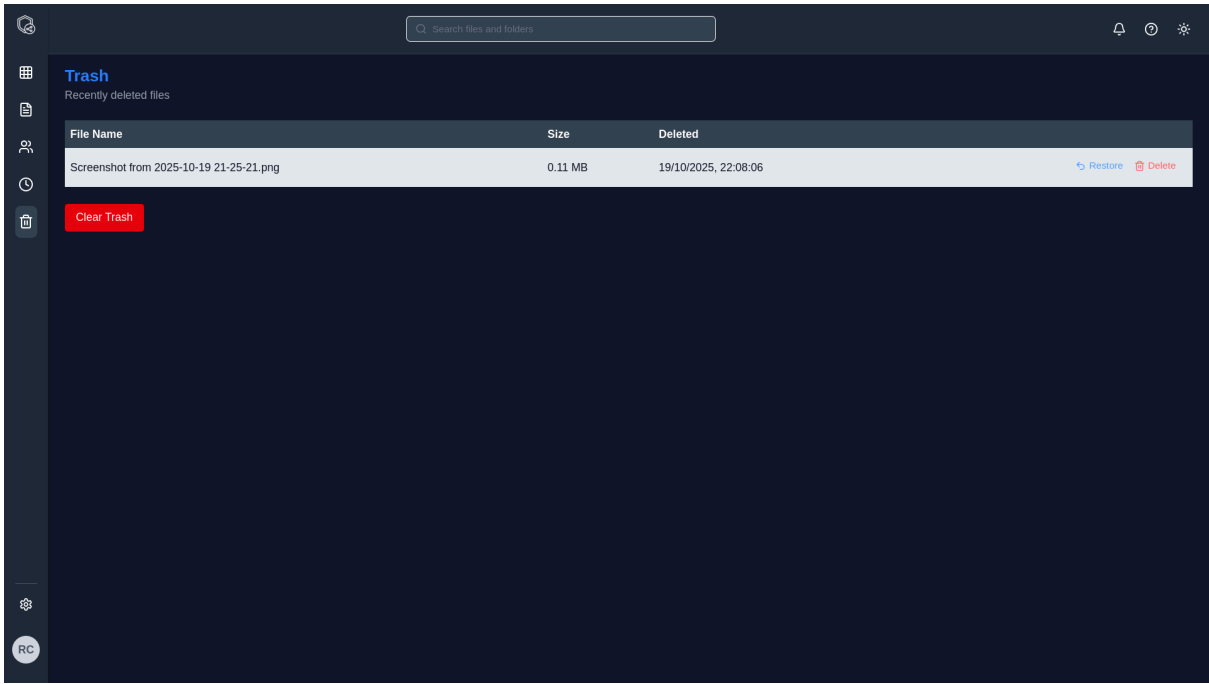 Search files and folders
Trash
Recently deleted files
File Name Size Deleted
Screenshot from 2025-10-19 21-25-21.png 0.11 MB 19/10/2025, 22:08:06 Restore Delete
Clear Trash
RC